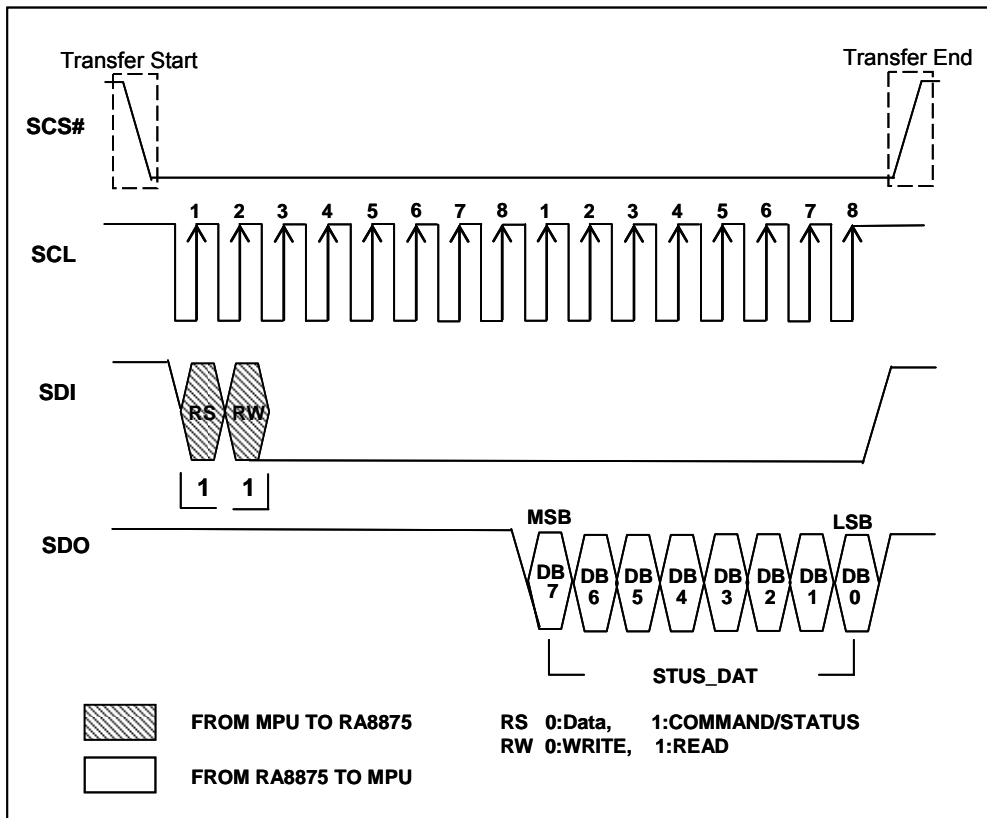 Transfer Start
Transfer End
SCS#
1 2 3 4 5 6 7 8 1 2 3 4 5 6 7 8
SCL
SDI
RS RW
1 1
MSB
LSB
SDO
DB 7 DB 6 DB 5 DB 4 DB 3 DB 2 DB 1 DB 0
STUS_DAT
FROM MPU TO RA8875
RS 0:Data, 1:COMMAND/STATUS
RW 0:WRITE, 1:READ
FROM RA8875 TO MPU